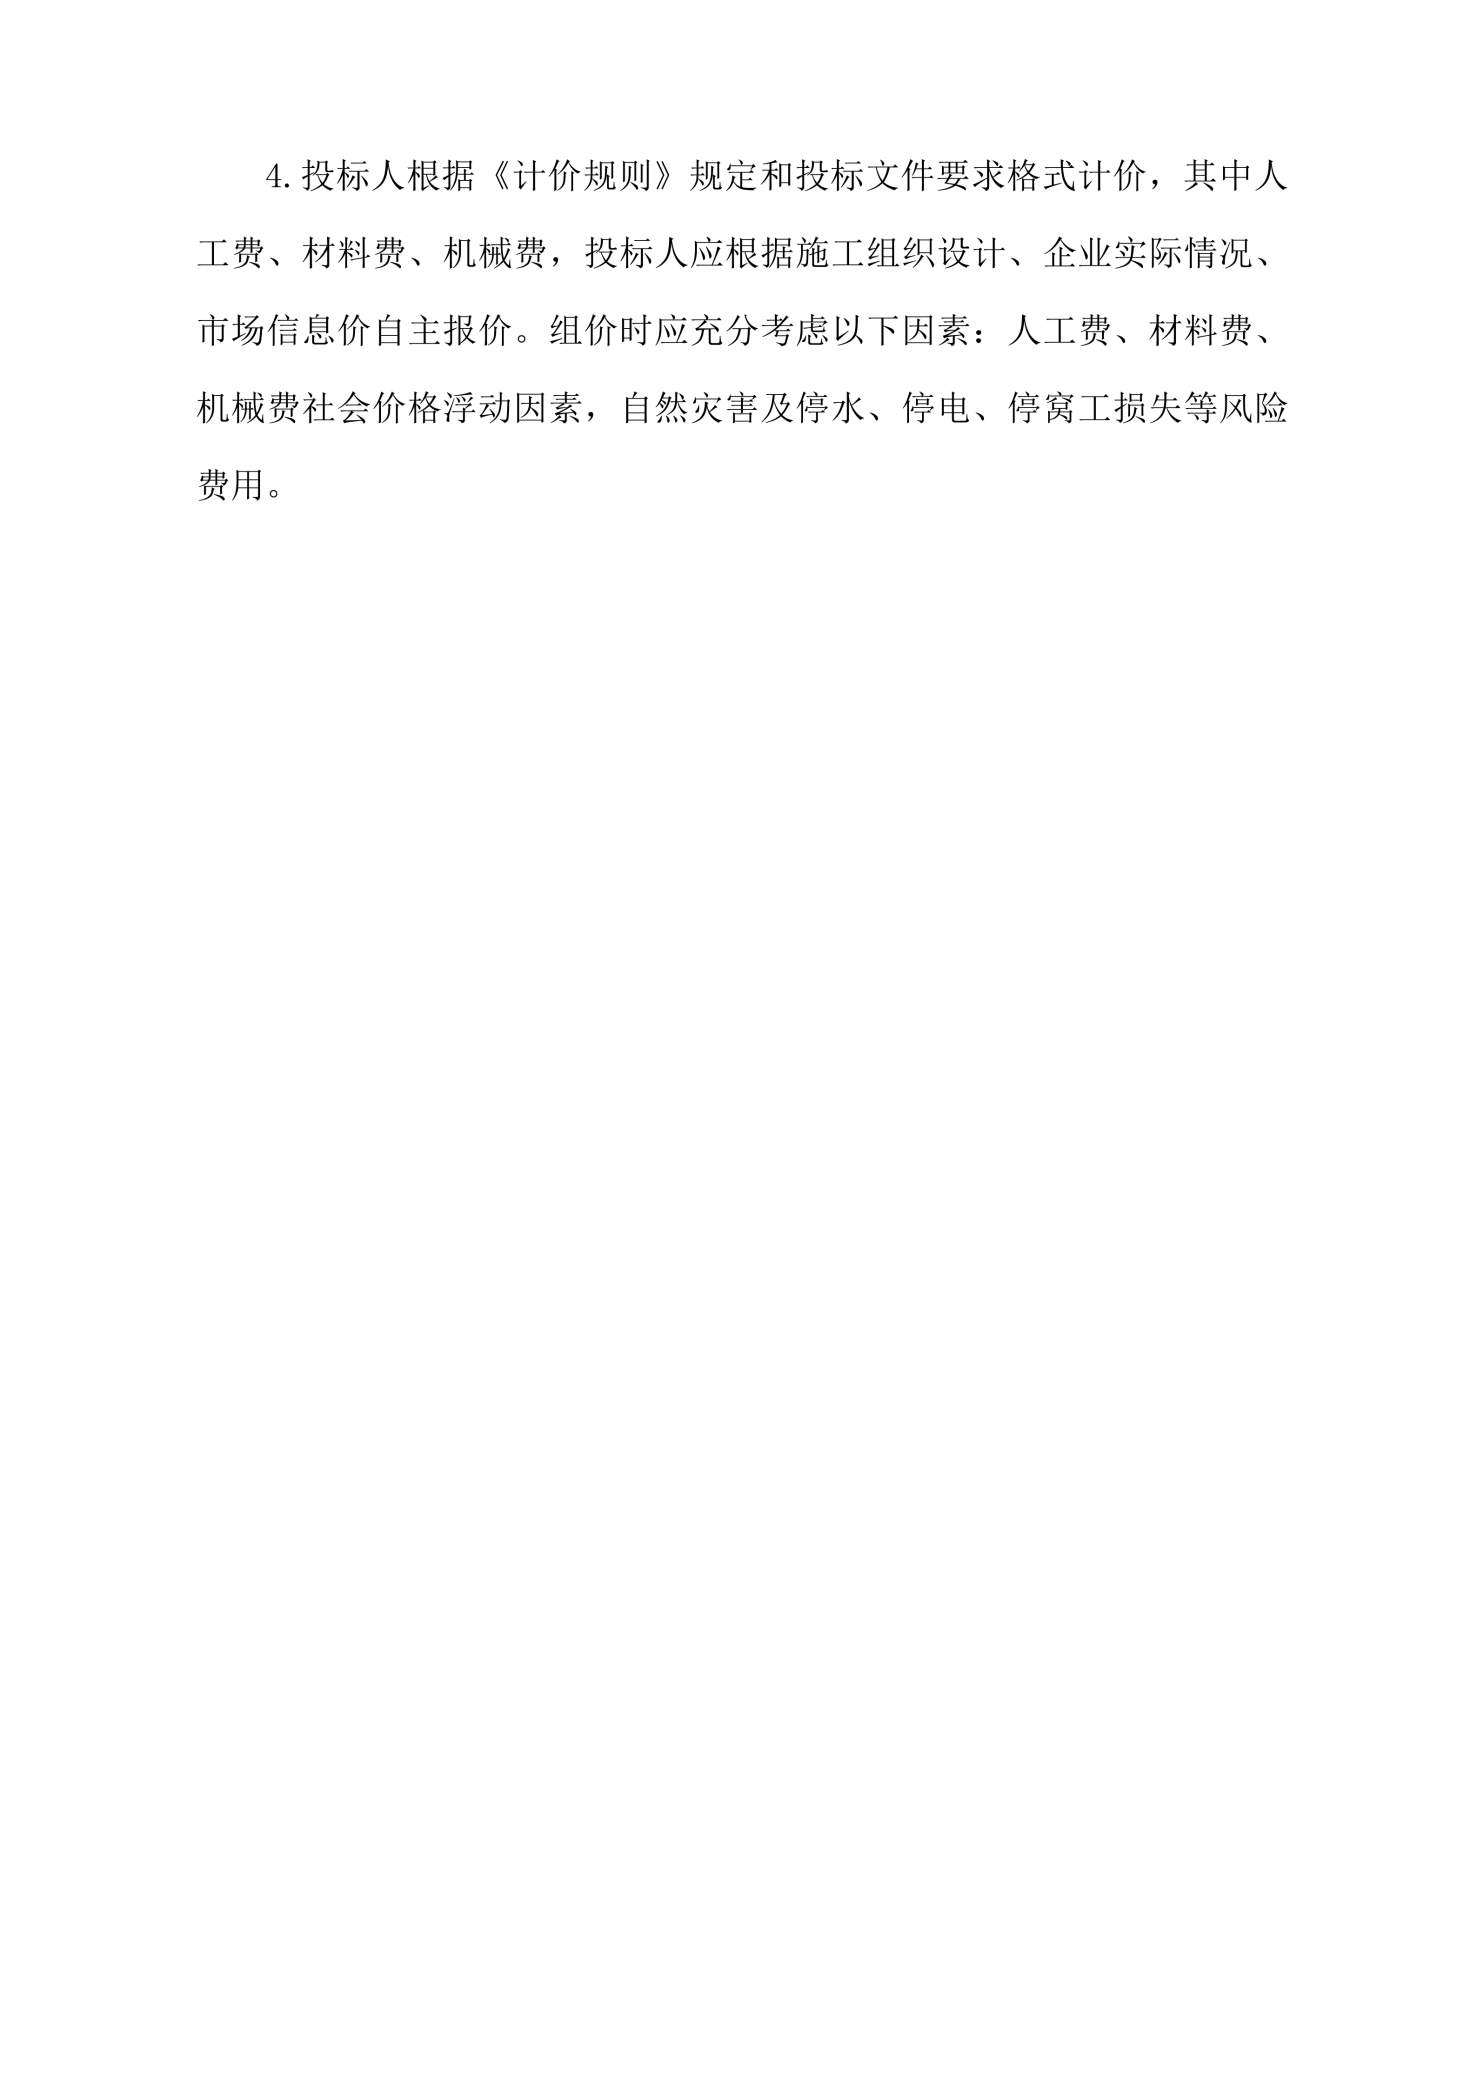 4.投标人根据《计价规则》规定和投标文件要求格式计价，其中人
工费、材料费、机械费，投标人应根据施工组织设计、企业实际情况、
市场信息价自主报价。组价时应充分考虑以下因素：人工费、材料费、
机械费社会价格浮动因素，自然灾害及停水、停电、停窝工损失等风险
费用。